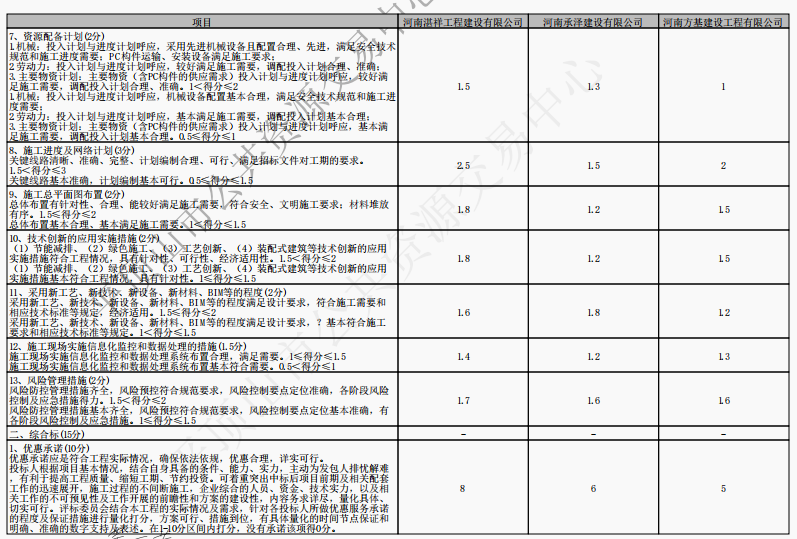 项目 河南湛祥工程建设有限公司 河南承泽建设有限公司 河南方基建设工程有限公司
7、资源配备计划(2分)
1.机械：投入计划与进度计划呼应，采用先进机械设备且配置合理、先进，满足安全技术
规范和施工进度需要；PC构件运输、安装设备满足施工要求；
2劳动力：投入计划与进度计划呼应，较好满足施工需要，调配投入计划合理、准确；
3.主要物资计划：主要物资（含PC构件的供应需求）投入计划与进度计划呼应，较好满
足施工需要，调配投入计划合理、准确。1<得分≤2
1.机械：投入计划与进度计划呼应，机械设备配置基本合理，满足安全技术规范和施工进
度需要；
2劳动力：投入计划与进度计划呼应，基本满足施工需要，调配投入计划基本合理；
3.主要物资计划：主要物资（含PC构件的供应需求）投入计划与进度计划呼应，基本满
足施工需要，调配投入计划基本合理。0.5≤得分≤1
1.5 1.3 1
8、施工进度及网络计划(3分)
关键线路清晰、准确、完整、计划编制合理、可行、满足招标文件对工期的要求。
1.5<得分≤3
关键线路基本准确，计划编制基本可行。0.5≤得分≤1.5
2.5 1.5 2
9、施工总平面图布置(2分)
总体布置有针对性、合理、能较好满足施工需要，符合安全、文明施工要求；材料堆放
有序。1.5≤得分≤2
总体布置基本合理、基本满足施工需要。1<得分≤1.5
1.8 1.2 1.5
10、技术创新的应用实施措施(2分)
（1）节能减排、（2）绿色施工、（3）工艺创新、（4）装配式建筑等技术创新的应用
实施措施符合工程情况，具有针对性、可行性、经济适用性。1.5<得分≤2
（1）节能减排、（2）绿色施工、（3）工艺创新、（4）装配式建筑等技术创新的应用
实施措施基本符合工程情况，具有针对性。1≤得分≤1.5
1.8 1.2 1.5
11、采用新工艺、新技术、新设备、新材料、BIM等的程度(2分)
采用新工艺、新技术、新设备、新材料、BIM等的程度满足设计要求，符合施工需要和
相应技术标准等规定，经济适用。1.5≤得分≤2
采用新工艺、新技术、新设备、新材料、BIM等的程度满足设计要求，？基本符合施工
要求和相应技术标准等规定。1<得分≤1.5
1.6 1.8 1.2
12、施工现场实施信息化监控和数据处理的措施(1.5分)
施工现场实施信息化监控和数据处理系统布置合理，满足需要。1≤得分≤1.5
施工现场实施信息化监控和数据处理系统布置基本符合需要。0.5<得分≤1
1.4 1.2 1.3
13、风险管理措施(2分)
风险防控管理措施齐全，风险预控符合规范要求，风险控制要点定位准确，各阶段风险
控制及应急措施得力。1.5<得分≤2
风险防控管理措施基本齐全，风险预控符合规范要求，风险控制要点定位基本准确，有
各阶段风险控制及应急措施。1≤得分≤1.5
1.7 1.6 1.6
二、综合标(15分) - - -
1、优惠承诺(10分)
优惠承诺应是符合工程实际情况，确保依法依规，优惠合理，详实可行。
投标人根据项目基本情况，结合自身具备的条件、能力、实力，主动为发包人排忧解难
，有利于提高工程质量、缩短工期、节约投资。可着重突出中标后项目前期及相关配套
工作的迅速展开，施工过程的不间断施工，企业综合的人员、资金、技术实力，以及相
关工作的不可预见性及工作开展的前瞻性和方案的建设性，内容务求详尽，量化具体、
切实可行。评标委员会结合本工程的实际情况及需求，针对各投标人所做优惠服务承诺
的程度及保证措施进行量化打分，方案可行、措施到位，有具体量化的时间节点保证和
明确、准确的数字支持及表述。在1-10分区间内打分，没有承诺该项得0分。
8 6 5
平顶山市公共资源交易中心
平顶山市公共资源交易中心